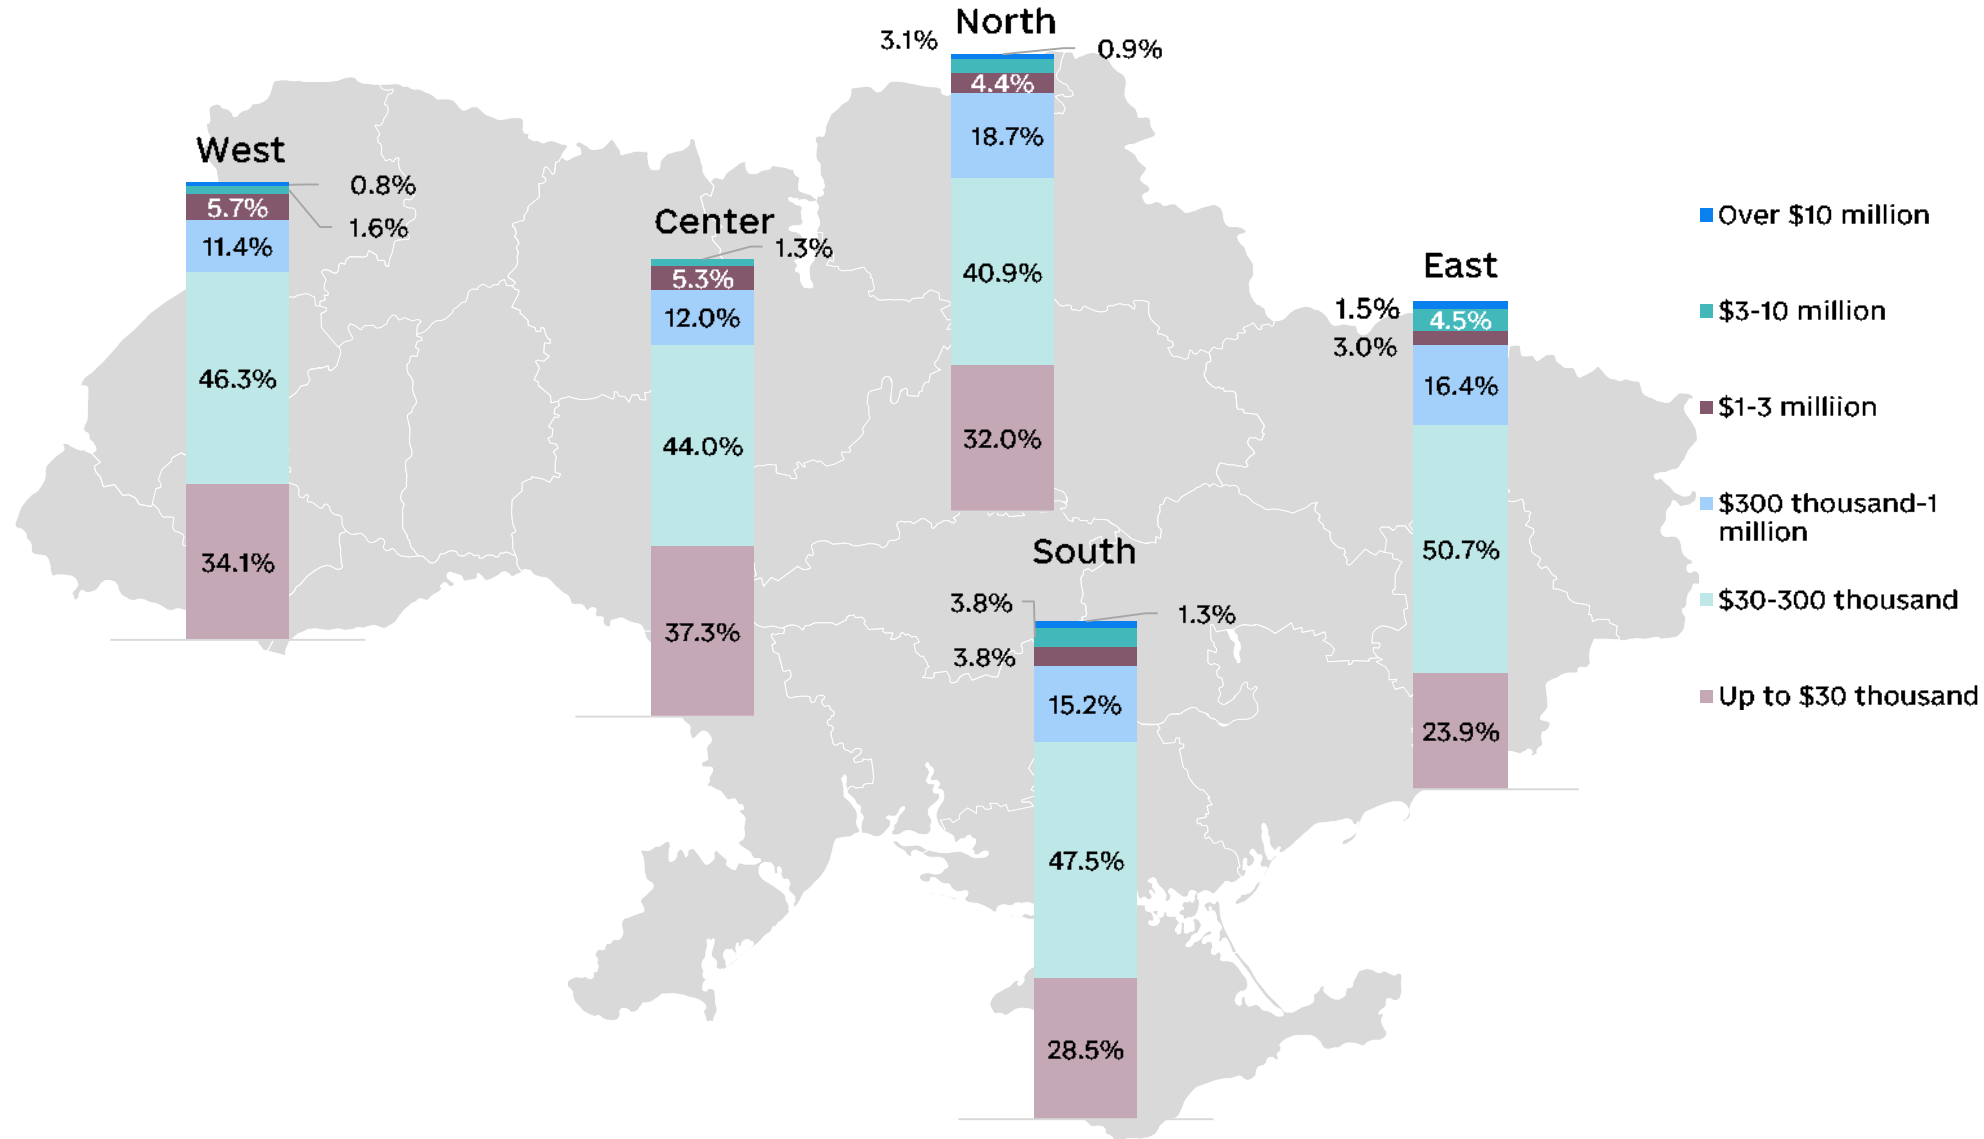 North
3.1%
0.9%
4.4%
18.7%
40.9%
32.0%
West
0.8%
5.7%
1.6%
11.4%
46.3%
34.1%
Center
1.3%
5.3%
12.0%
44.0%
37.3%
East
1.5%
4.5%
3.0%
16.4%
50.7%
23.9%
South
3.8%
1.3%
3.8%
15.2%
47.5%
28.5%
Over $10 million
$3-10 million
$1-3 milliion
$300 thousand-1
million
$30-300 thousand
Up to $30 thousand